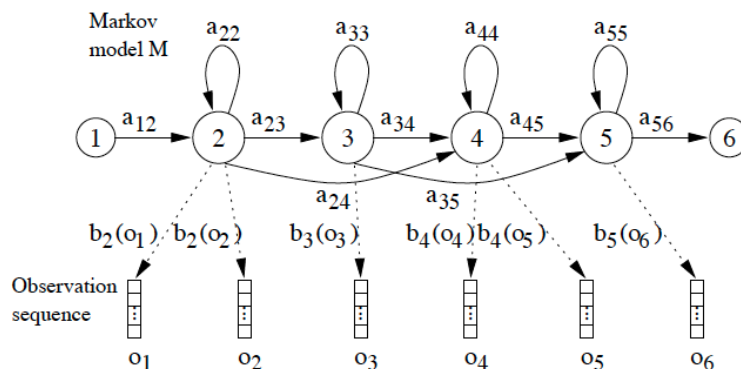 Markov
model M
a22 a33 a44 a55
1 a12 2 a23 3 a34 4 a45 5 a56 6
a24 a35
b2(o1) b2(o2) b3(o3) b4(o4) b4(o5) b5(o6)
Observation
sequence
o1 o2 o3 o4 o5 o6